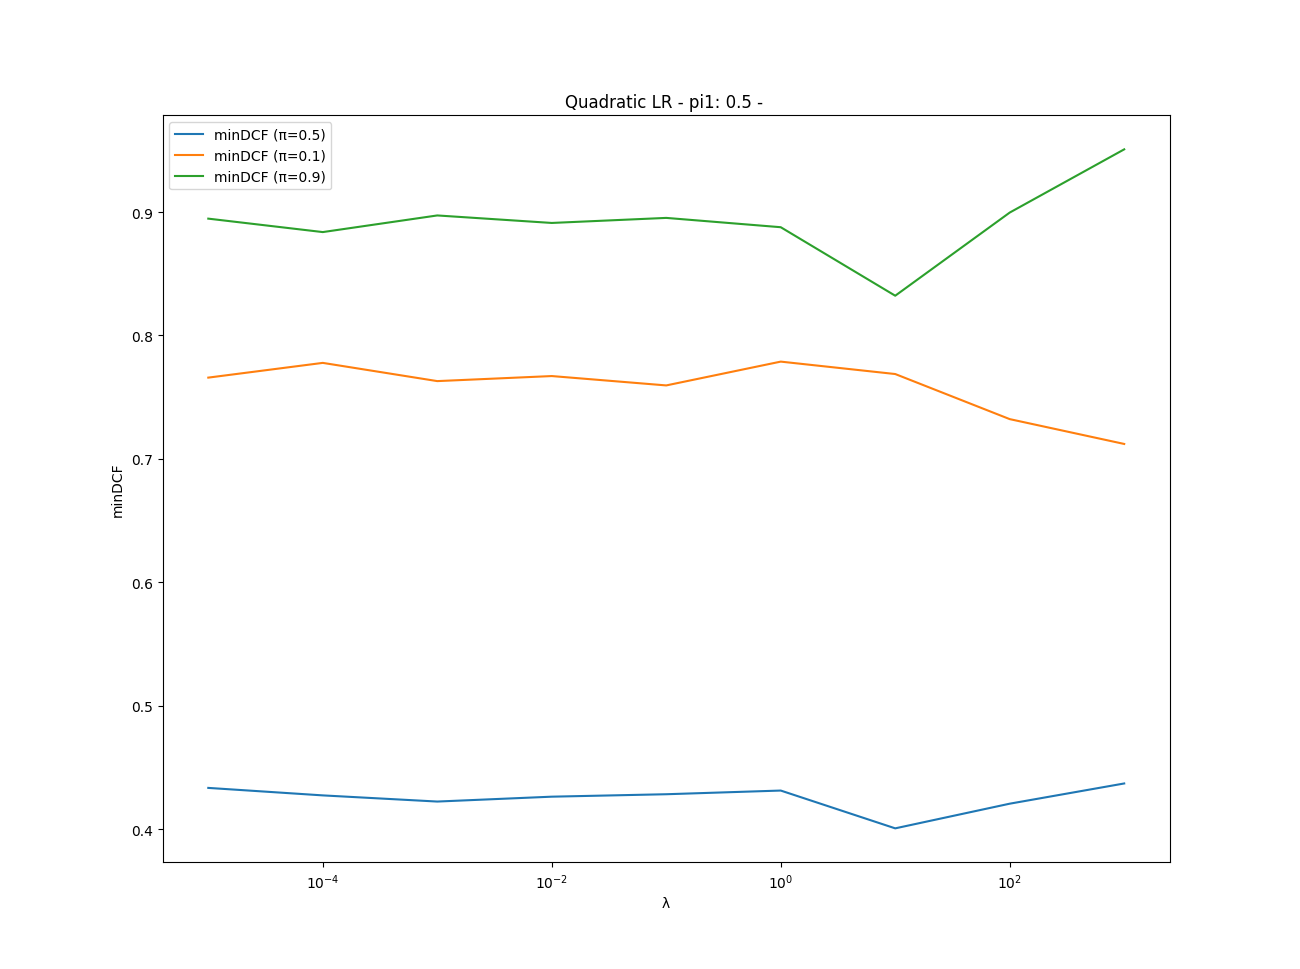 Quadratic LR - pi1: 0.5 -
minDCF (π=0.5)
minDCF (π=0.1)
minDCF (π=0.9)
0.9
0.8
0.7
0.6
0.5
0.4
minDCF
10⁻⁴
10⁻²
10⁰
10²
λ